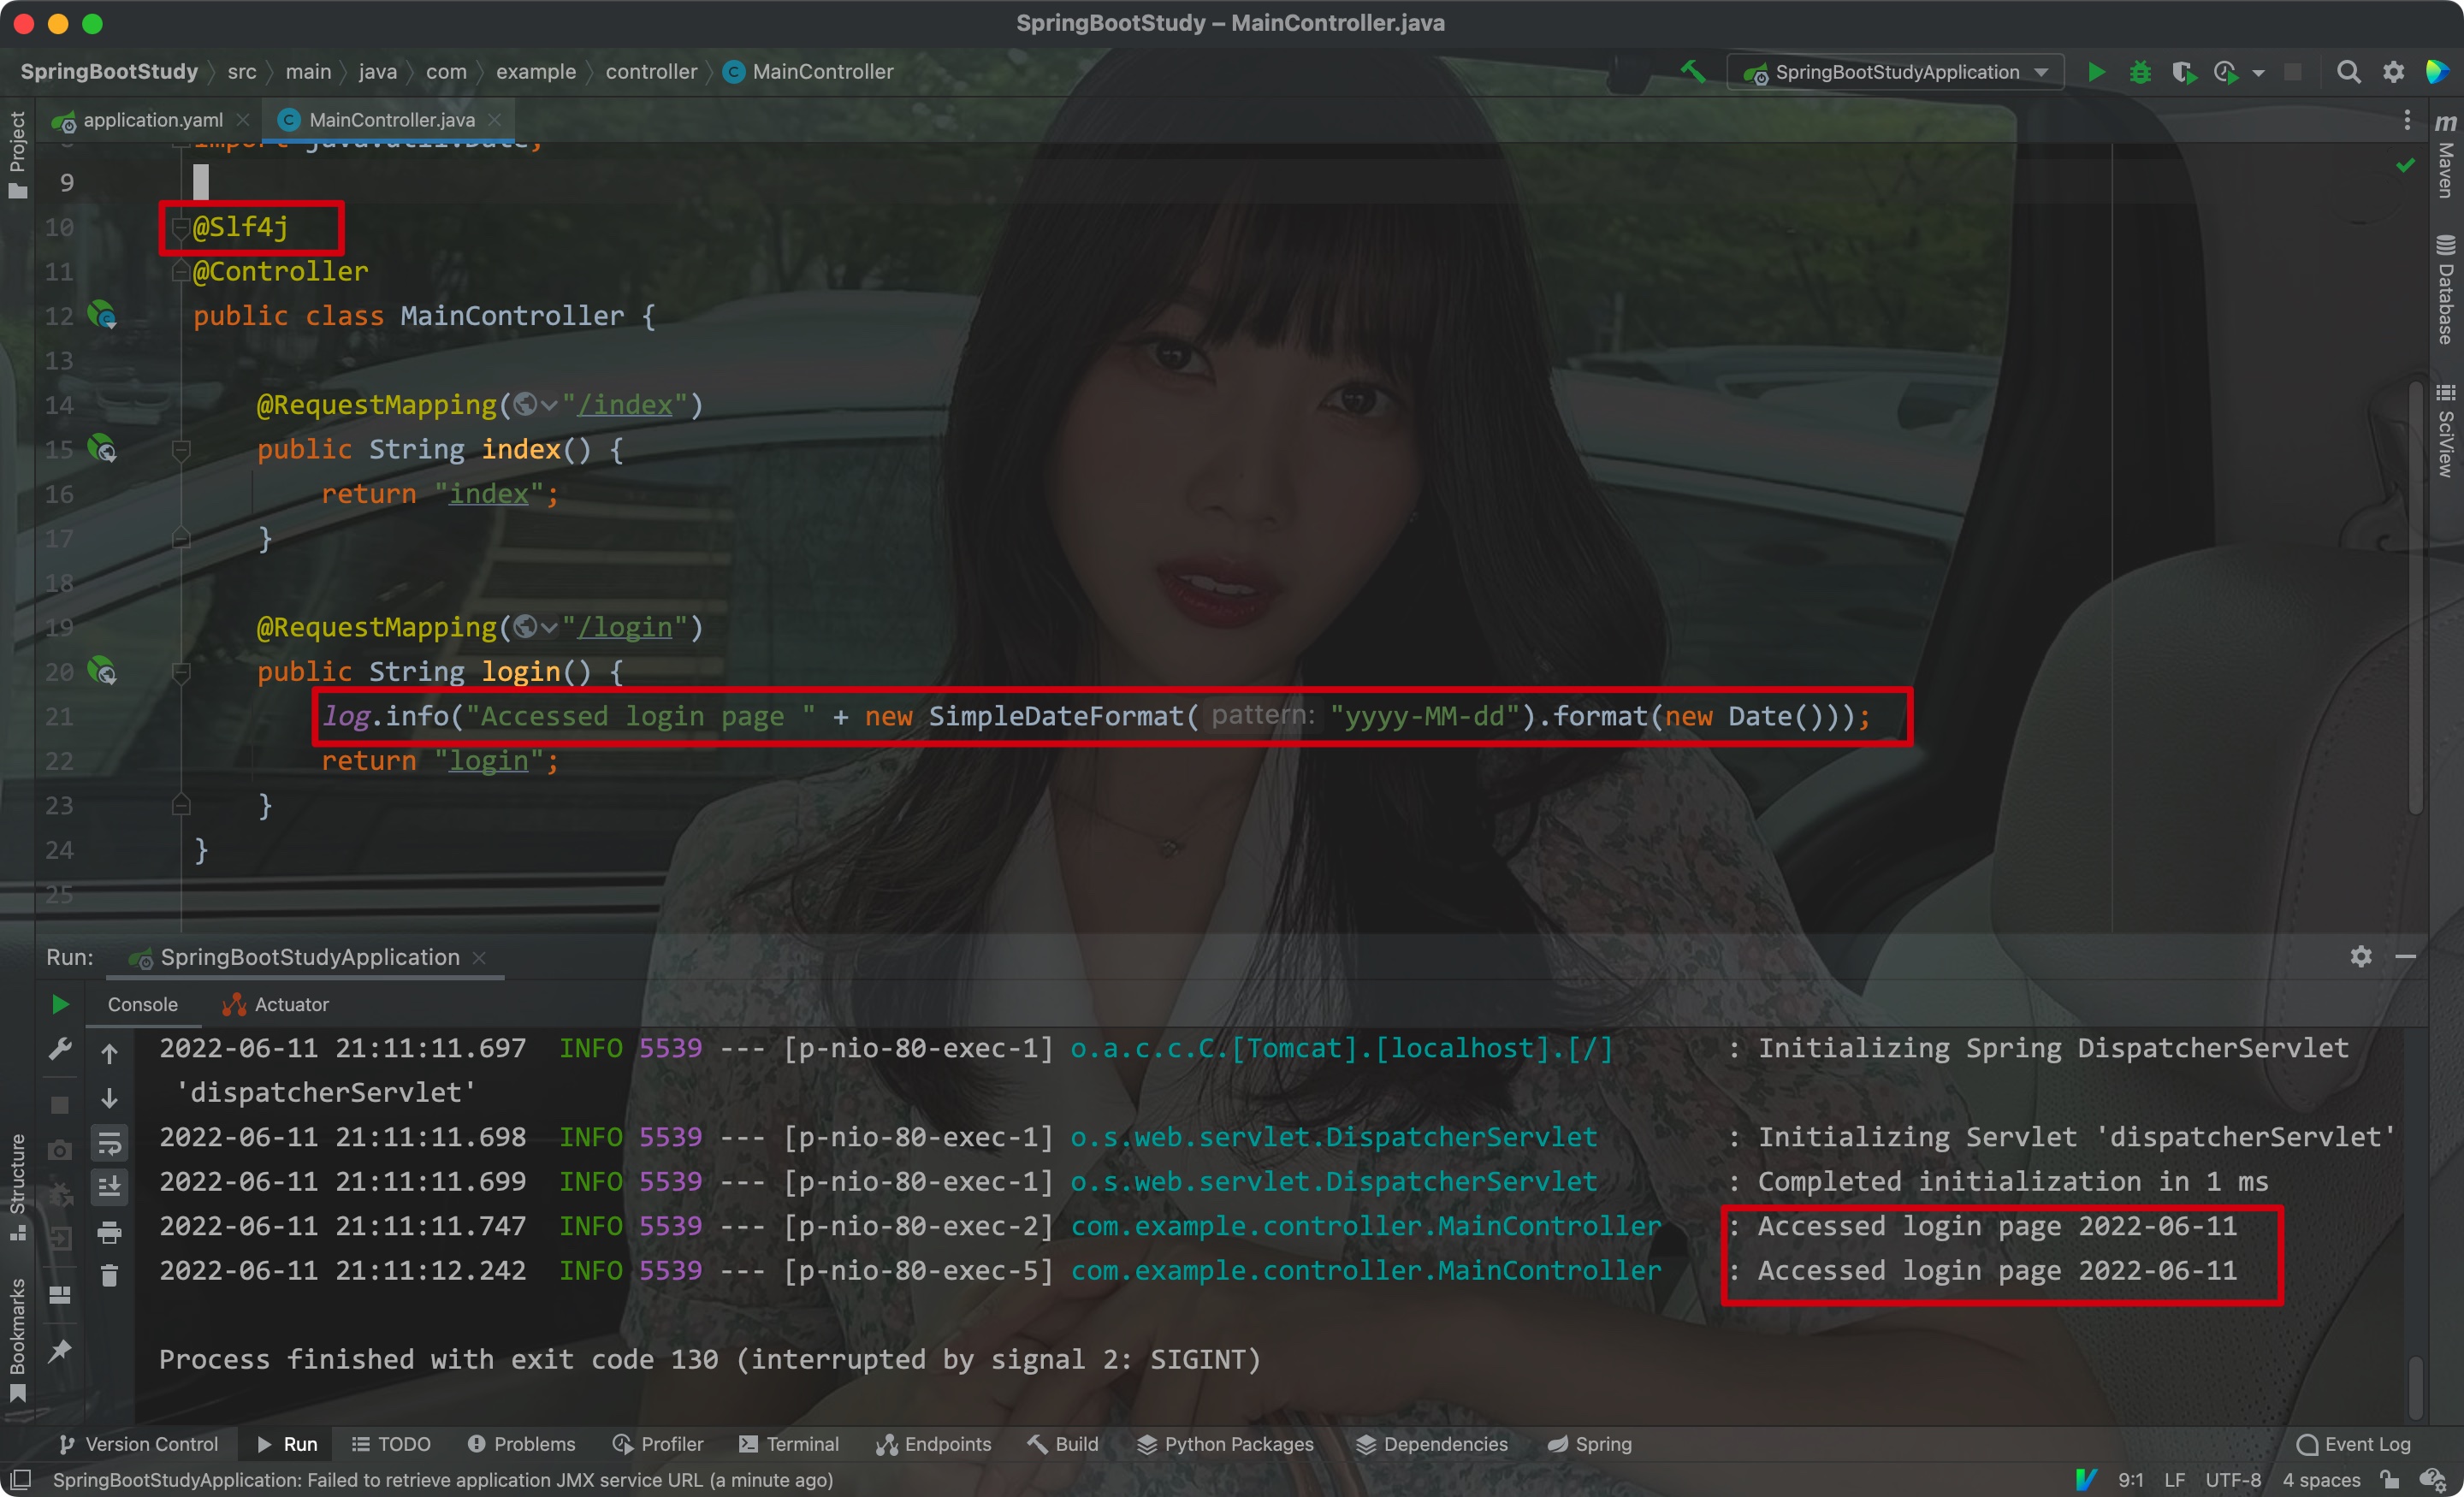 SpringBootStudy – MainController.java
SpringBootStudy src main java com example controller MainController
SpringBootStudyApplication
application.yaml MainController.java
Project
Maven
Database
SciView
import java.util.Date;
9
10 @Slf4j
11 @Controller
12 public class MainController {
13
14 @RequestMapping("/index")
15 public String index() {
16 return "index";
17 }
18
19 @RequestMapping("/login")
20 public String login() {
21 log.info("Accessed login page " + new SimpleDateFormat( pattern: "yyyy-MM-dd").format(new Date()));
22 return "login";
23 }
24 }
25
Run: SpringBootStudyApplication
Console Actuator
2022-06-11 21:11:11.697 INFO 5539 --- [p-nio-80-exec-1] o.a.c.c.C.[Tomcat].[localhost].[/] : Initializing Spring DispatcherServlet
'dispatcherServlet'
2022-06-11 21:11:11.698 INFO 5539 --- [p-nio-80-exec-1] o.s.web.servlet.DispatcherServlet : Initializing Servlet 'dispatcherServlet'
2022-06-11 21:11:11.699 INFO 5539 --- [p-nio-80-exec-1] o.s.web.servlet.DispatcherServlet : Completed initialization in 1 ms
2022-06-11 21:11:11.747 INFO 5539 --- [p-nio-80-exec-2] com.example.controller.MainController : Accessed login page 2022-06-11
2022-06-11 21:11:12.242 INFO 5539 --- [p-nio-80-exec-5] com.example.controller.MainController : Accessed login page 2022-06-11
Process finished with exit code 130 (interrupted by signal 2: SIGINT)
Structure
Bookmarks
Version Control Run TODO Problems Profiler Terminal Endpoints Build Python Packages Dependencies Spring Event Log
SpringBootStudyApplication: Failed to retrieve application JMX service URL (a minute ago) 9:1 LF UTF-8 4 spaces